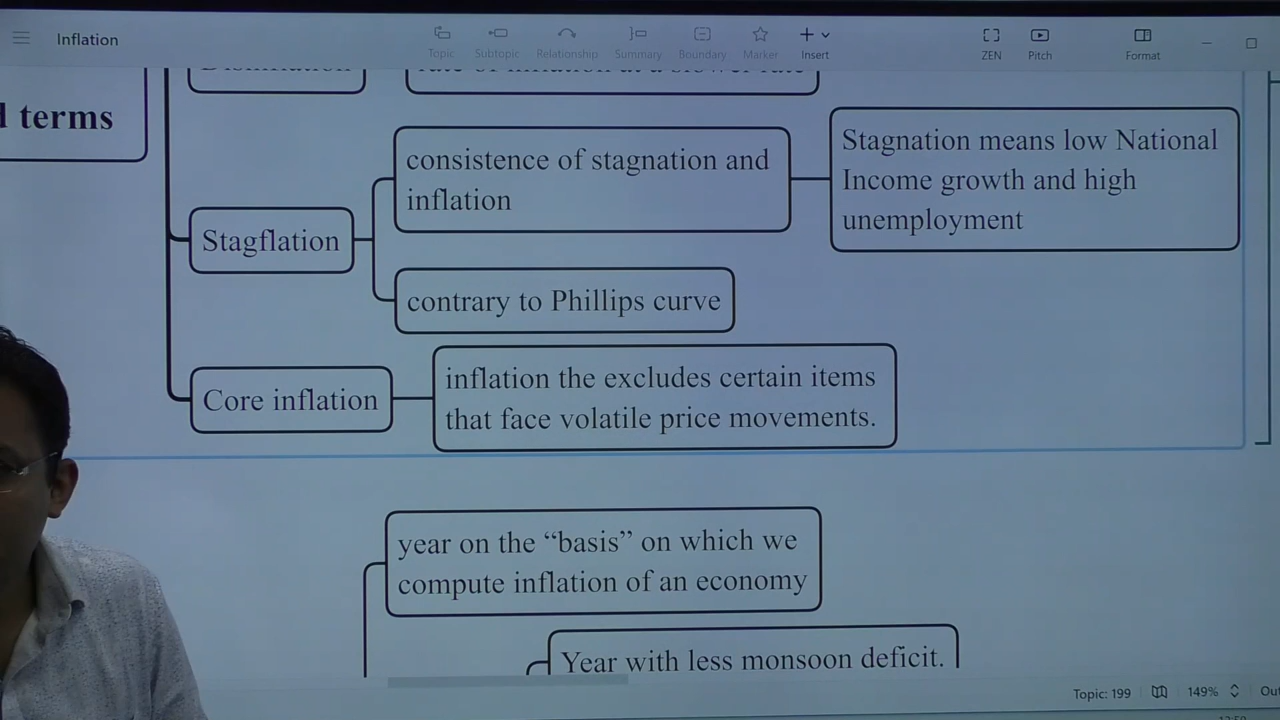 Inflation
Topic
Subtopic
Relationship
Summary
Boundary
Marker
Insert
ZEN
Pitch
Format
d terms
Stagflation
consistence of stagnation and
inflation
Stagnation means low National
Income growth and high
unemployment
contrary to Phillips curve
Core inflation
inflation the excludes certain items
that face volatile price movements.
year on the “basis” on which we
compute inflation of an economy
Year with less monsoon deficit.
Topic: 199
149%